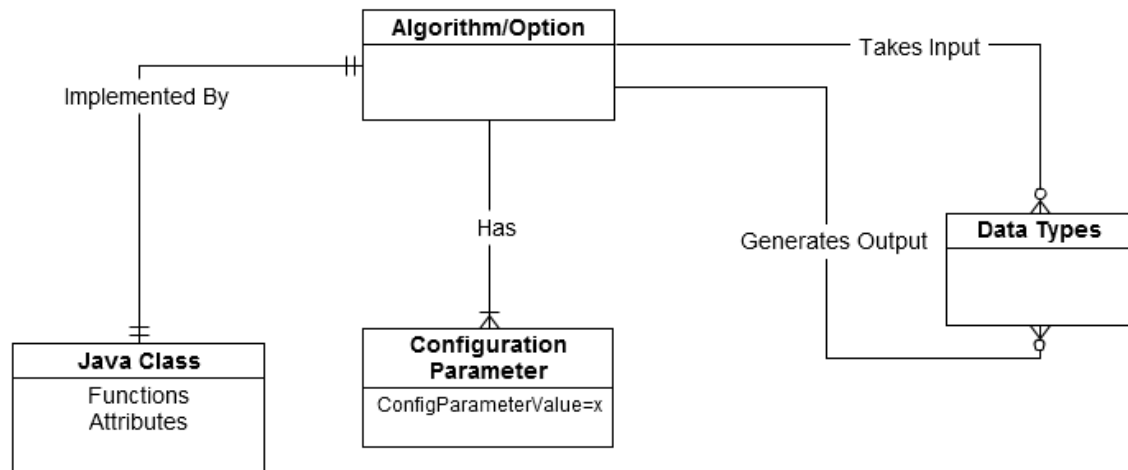 Algorithm/Option
Takes Input
Implemented By
Has
Generates Output
Data Types
Java Class
Functions
Attributes
Configuration
Parameter
ConfigParameterValue=x